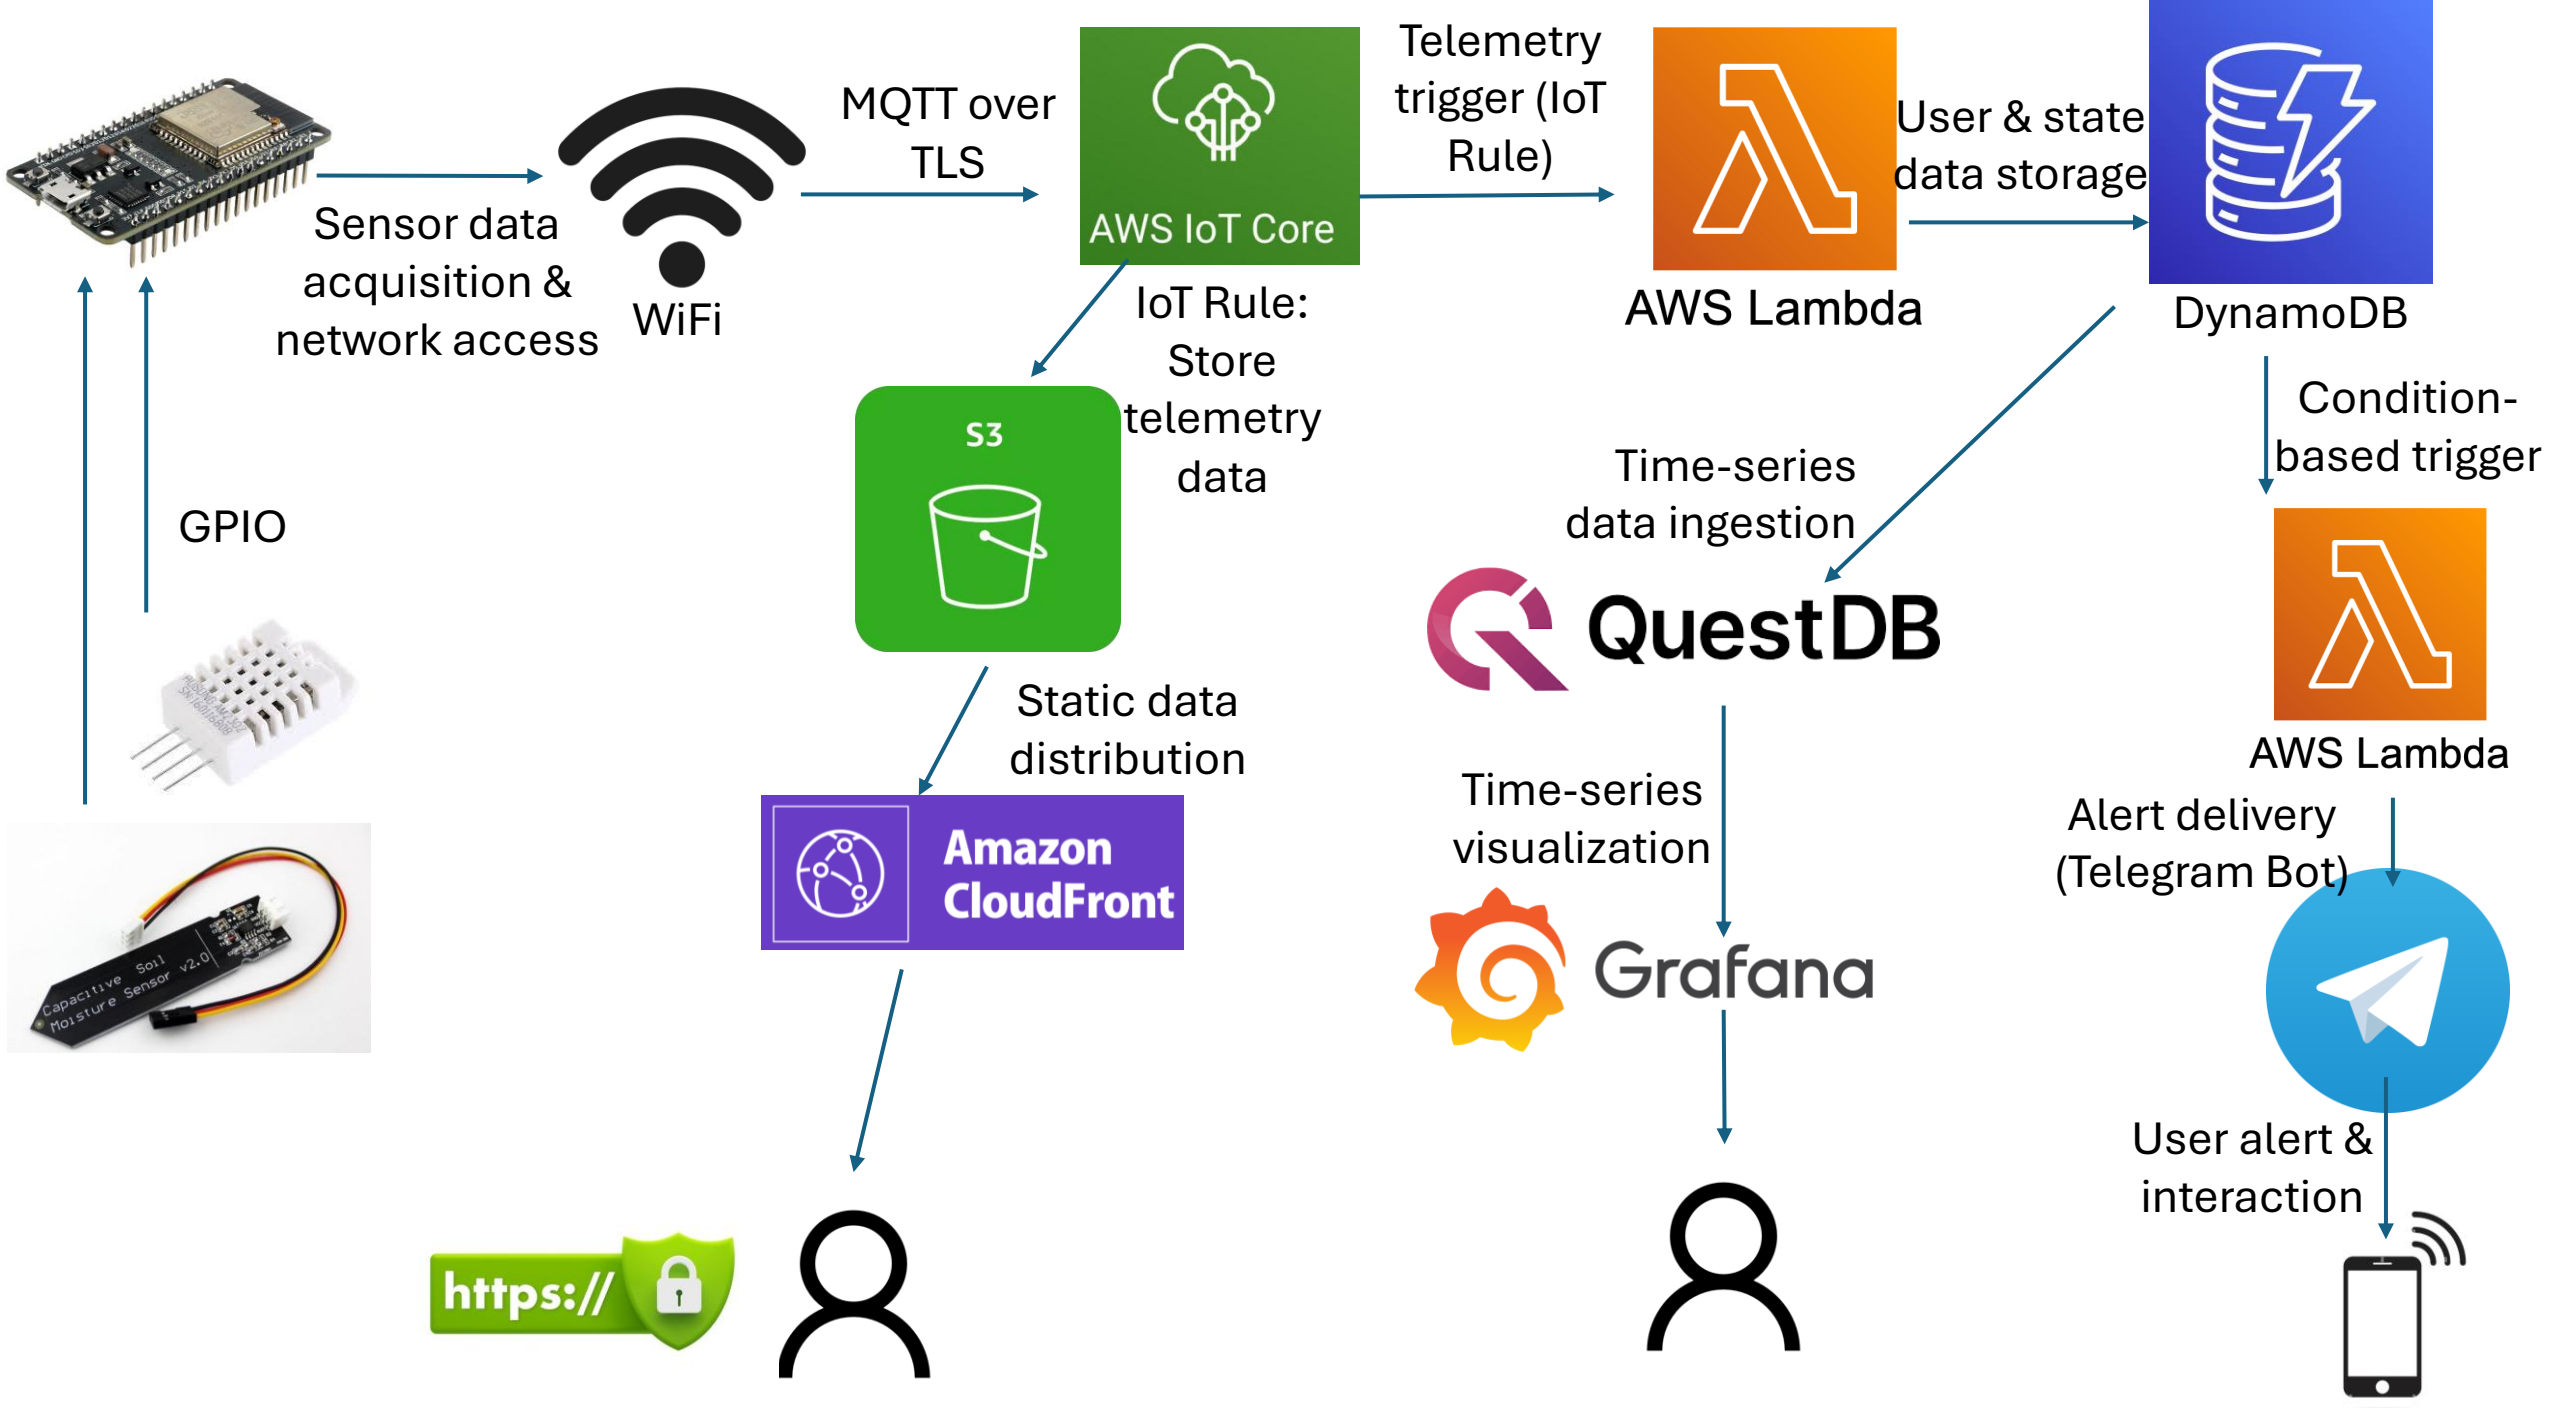 Sensor data
acquisition &
network access
WiFi
MQTT over
TLS
AWS IoT Core
Telemetry
trigger (IoT
Rule)
AWS Lambda
User & state
data storage
DynamoDB
GPIO
IoT Rule:
Store
telemetry
data
S3
Static data
distribution
Amazon
CloudFront
https://
Time-series
data ingestion
QuestDB
Time-series
visualization
Grafana
Condition-
based trigger
AWS Lambda
Alert delivery
(Telegram Bot)
User alert &
interaction
Capacitive Soil
Moisture Sensor v2.0